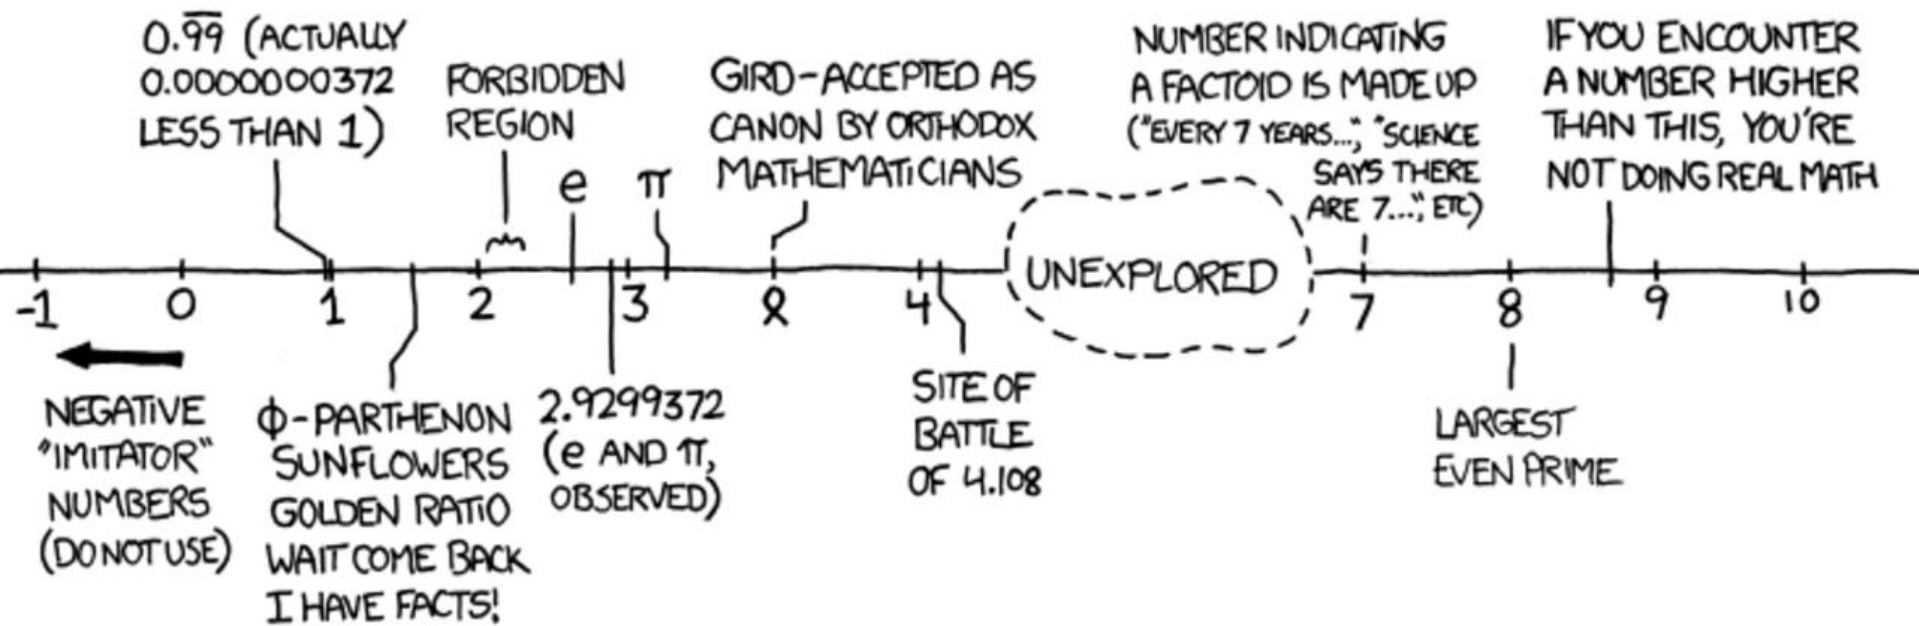 0.99 (ACTUALLY
0.0000000372
LESS THAN 1)
FORBIDDEN
REGION
e
π
GIRD-ACCEPTED AS
CANON BY ORTHODOX
MATHEMATICIANS
NUMBER INDICATING
A FACTOID IS MADE UP
("EVERY 7 YEARS...", "SCIENCE
SAYS THERE
ARE 7...", ETC)
IF YOU ENCOUNTER
A NUMBER HIGHER
THAN THIS, YOU'RE
NOT DOING REAL MATH
UNEXPLORED
-1 0 1 2 3 4 7 8 9 10
NEGATIVE
"IMITATOR"
NUMBERS
(DO NOT USE)
ϕ-PARTHENON
SUNFLOWERS
GOLDEN RATIO
WAIT COME BACK
I HAVE FACTS!
2.9299372
(e AND π,
OBSERVED)
SITE OF
BATTLE
OF 4.108
LARGEST
EVEN PRIME